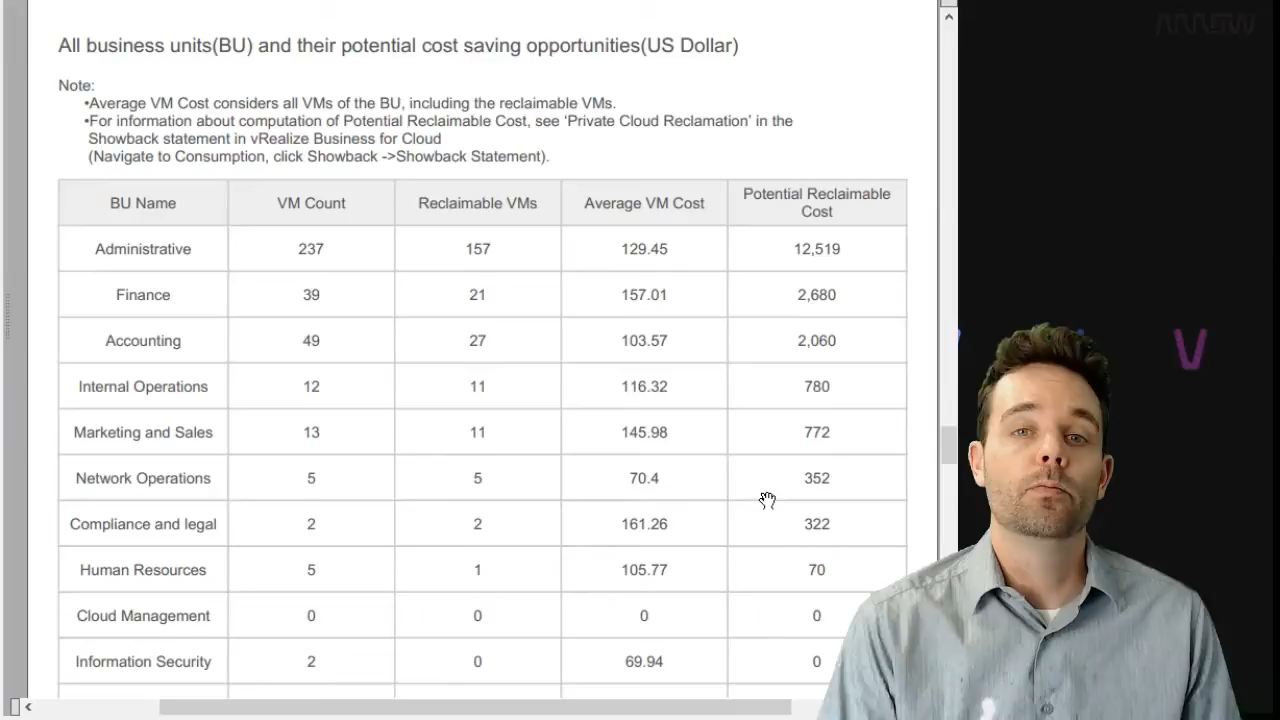 ARROW
All business units(BU) and their potential cost saving opportunities(US Dollar)
Note:
•Average VM Cost considers all VMs of the BU, including the reclaimable VMs.
•For information about computation of Potential Reclaimable Cost, see ‘Private Cloud Reclamation’ in the
Showback statement in vRealize Business for Cloud
(Navigate to Consumption, click Showback ->Showback Statement).
BU Name VM Count Reclaimable VMs Average VM Cost Potential Reclaimable Cost
Administrative 237 157 129.45 12,519
Finance 39 21 157.01 2,680
Accounting 49 27 103.57 2,060
Internal Operations 12 11 116.32 780
Marketing and Sales 13 11 145.98 772
Network Operations 5 5 70.4 352
Compliance and legal 2 2 161.26 322
Human Resources 5 1 105.77 70
Cloud Management 0 0 0 0
Information Security 2 0 69.94 0
V